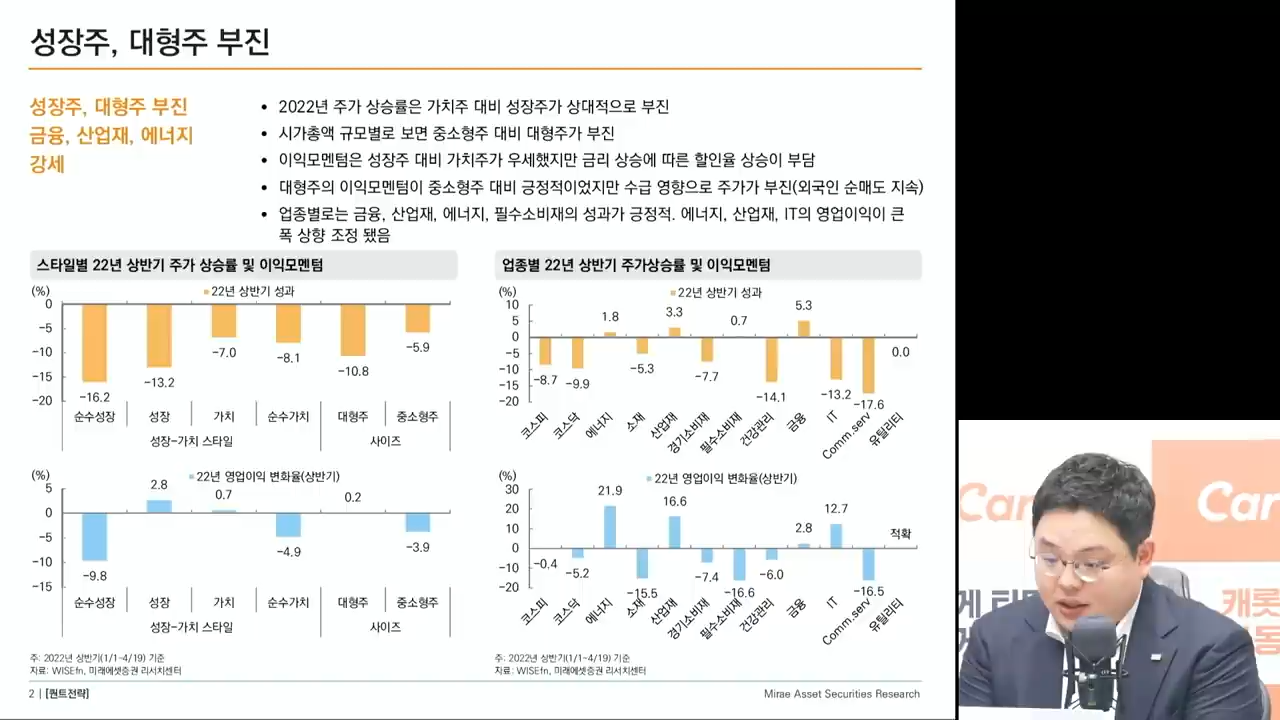 성장주, 대형주 부진
성장주, 대형주 부진
금융, 산업재, 에너지
강세
• 2022년 주가 상승률은 가치주 대비 성장주가 상대적으로 부진
• 시가총액 규모별로 보면 중소형주 대비 대형주가 부진
• 이익모멘텀은 성장주 대비 가치주가 우세했지만 금리 상승에 따른 할인율 상승이 부담
• 대형주의 이익모멘텀이 중소형주 대비 긍정적이었지만 수급 영향으로 주가가 부진(외국인 순매도 지속)
• 업종별로는 금융, 산업재, 에너지, 필수소비재의 성과가 긍정적. 에너지, 산업재, IT의 영업이익이 큰
폭 상향 조정 됐음
스타일별 22년 상반기 주가 상승률 및 이익모멘텀
(%)
22년 상반기 성과
0
-5
-10
-15
-20
-16.2
-13.2
-7.0
-8.1
-10.8
-5.9
순수성장 성장 가치 순수가치 대형주 중소형주
성장-가치 스타일 사이즈
(%)
22년 영업이익 변화율(상반기)
5
0
-5
-10
-15
-9.8
2.8
0.7
-4.9
0.2
-3.9
순수성장 성장 가치 순수가치 대형주 중소형주
성장-가치 스타일 사이즈
주: 2022년 상반기(1/1~4/19) 기준
자료: WISEfn, 미래에셋증권 리서치센터
업종별 22년 상반기 주가상승률 및 이익모멘텀
(%)
22년 상반기 성과
10
5
0
-5
-10
-15
-20
-8.7
-9.9
1.8
-5.3
3.3
-7.7
0.7
-14.1
5.3
-13.2
-17.6
0.0
코스피 코스닥 에너지 소재 산업재 경기소비재 필수소비재 건강관리 금융 IT Comm.serv 유틸리티
(%)
22년 영업이익 변화율(상반기)
30
20
10
0
-10
-20
-0.4
-5.2
21.9
-15.5
16.6
-7.4
-16.6
-6.0
2.8
12.7
-16.5
적확
코스피 코스닥 에너지 소재 산업재 경기소비재 필수소비재 건강관리 금융 IT Comm.serv 유틸리티
주: 2022년 상반기(1/1~4/19) 기준
자료: WISEfn, 미래에셋증권 리서치센터
2 | [퀀트전략]
Mirae Asset Securities Research
Car
Car
캐롯